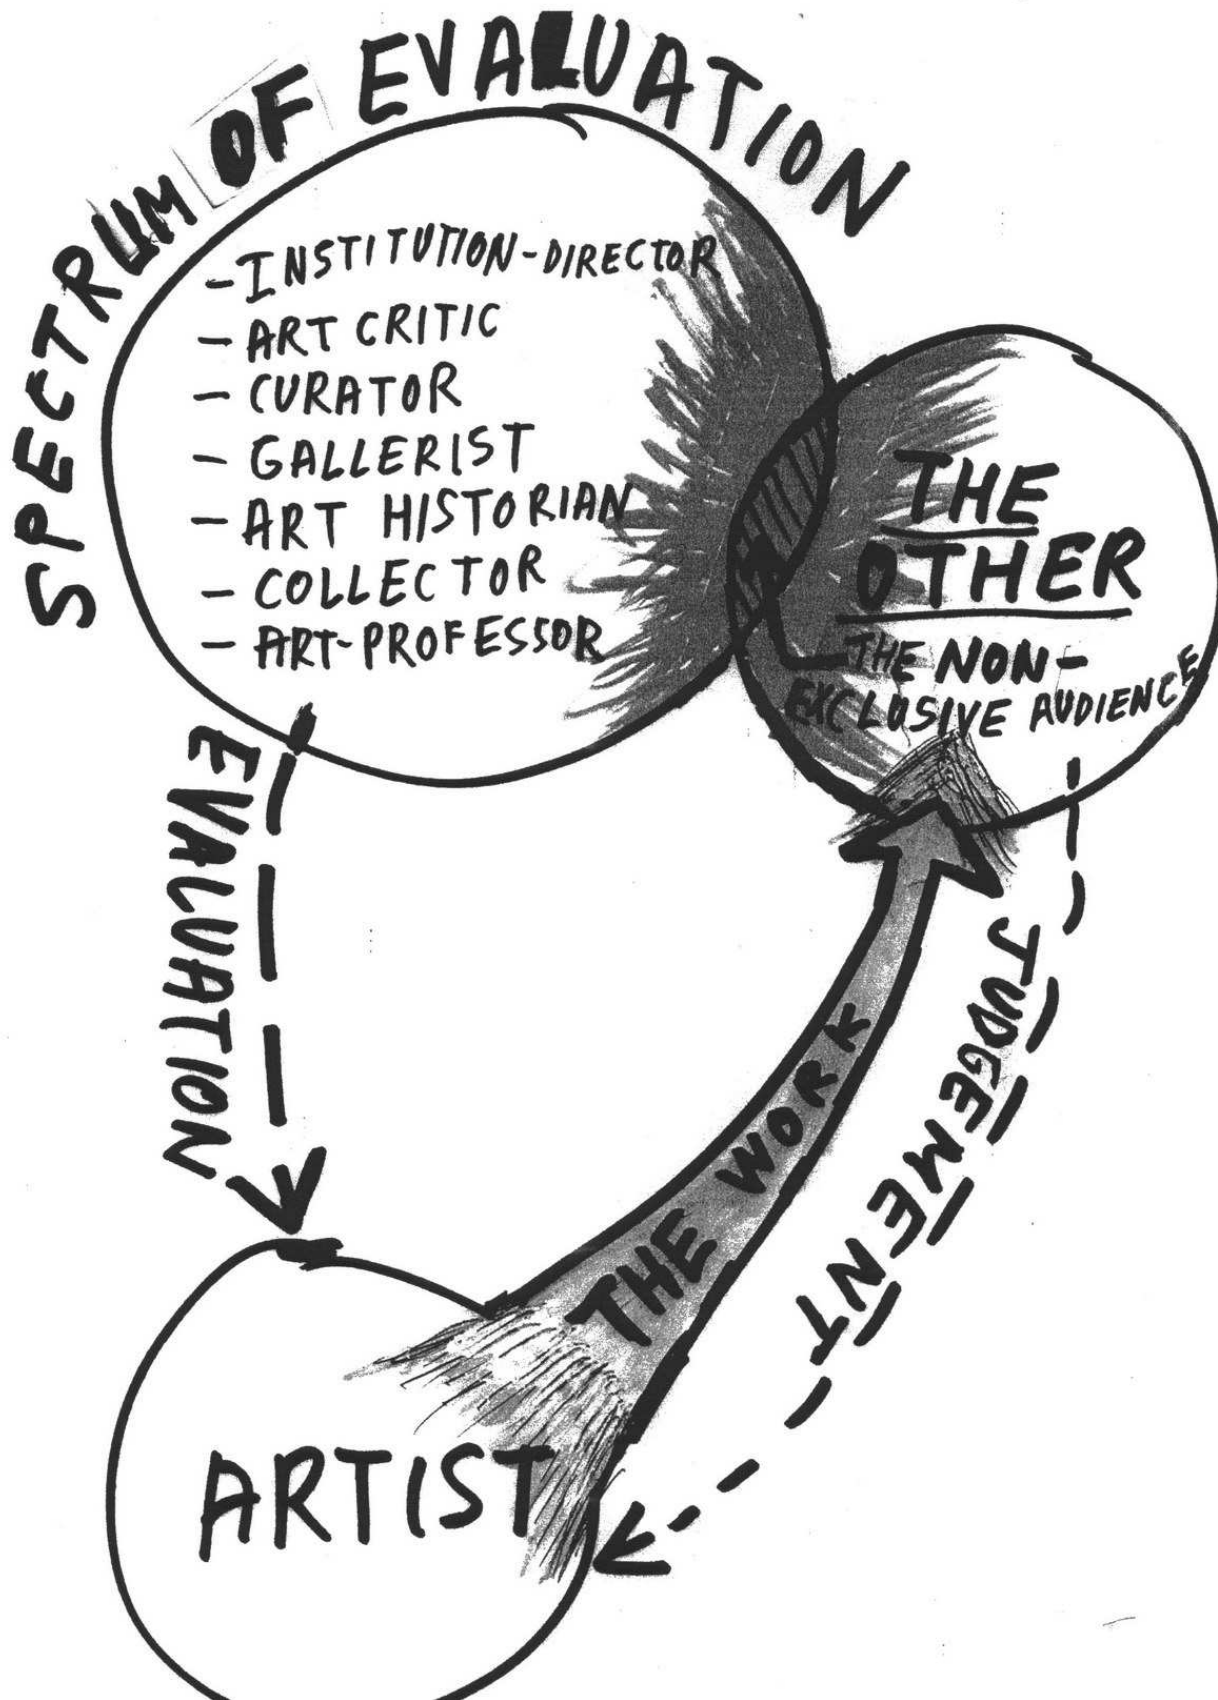 SPECTRUM OF EVALUATION
- INSTITUTION-DIRECTOR
- ART CRITIC
- CURATOR
- GALLERIST
- ART HISTORIAN
- COLLECTOR
- ART-PROFESSOR
THE
OTHER
THE NON-
EXCLUSIVE AUDIENCE
EVALUATION
JUDGEMENT
THE WORK
ARTIST